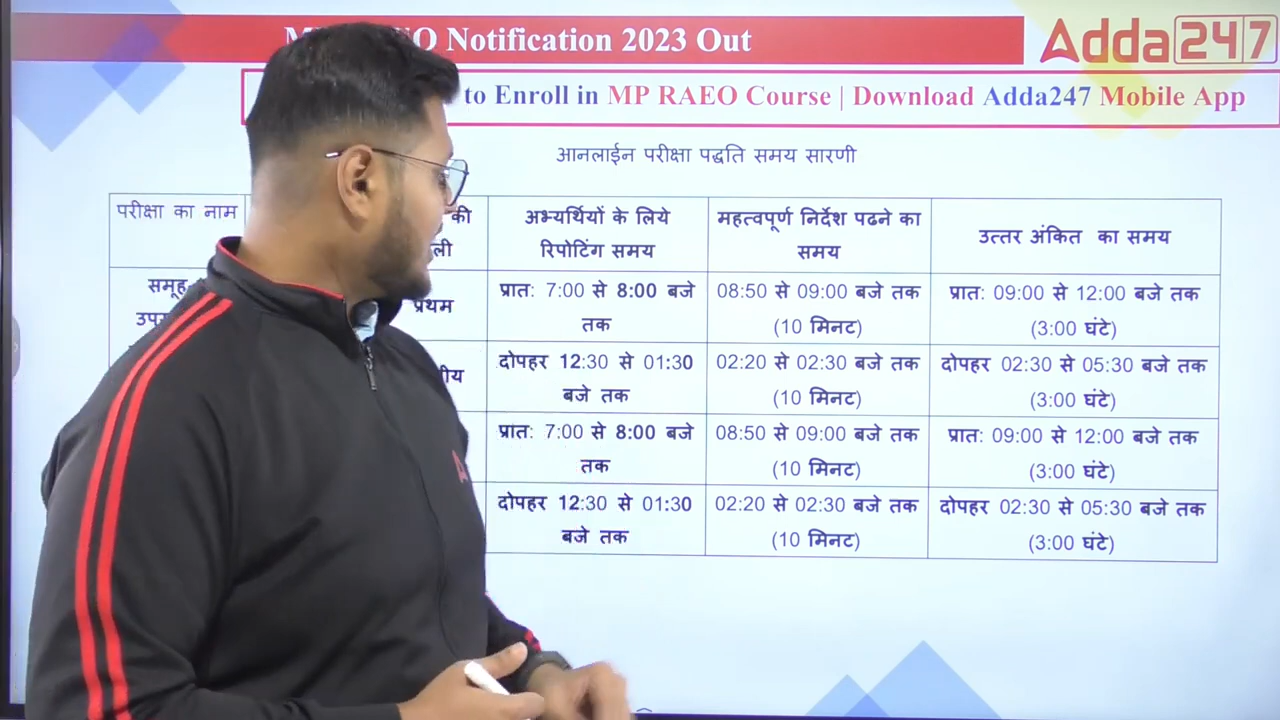 Notification 2023 Out
Adda247
to Enroll in MP RAEO Course | Download Adda247 Mobile App
आनलाईन परीक्षा पद्धति समय सारणी
परीक्षा का नाम
की
ली
अभ्यर्थियों के लिये
रिपोटिंग समय
महत्वपूर्ण निर्देश पढने का
समय
उत्तर अंकित का समय
समूह
प्रथम
प्रात: 7:00 से 8:00 बजे
तक
08:50 से 09:00 बजे तक
(10 मिनट)
प्रात: 09:00 से 12:00 बजे तक
(3:00 घंटे)
दोपहर 12:30 से 01:30
बजे तक
02:20 से 02:30 बजे तक
(10 मिनट)
दोपहर 02:30 से 05:30 बजे तक
(3:00 घंटे)
प्रात: 7:00 से 8:00 बजे
तक
08:50 से 09:00 बजे तक
(10 मिनट)
प्रात: 09:00 से 12:00 बजे तक
(3:00 घंटे)
दोपहर 12:30 से 01:30
बजे तक
02:20 से 02:30 बजे तक
(10 मिनट)
दोपहर 02:30 से 05:30 बजे तक
(3:00 घंटे)